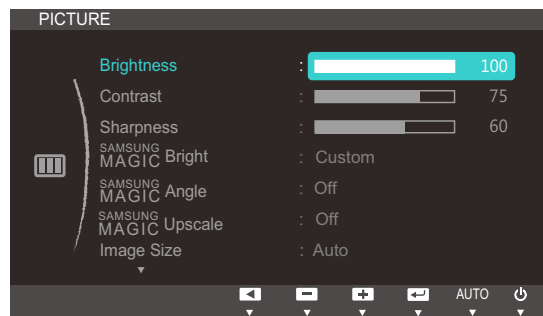 PICTURE
Brightness : 100
Contrast : 75
Sharpness : 60
SAMSUNG MAGIC Bright : Custom
SAMSUNG MAGIC Angle : Off
SAMSUNG MAGIC Upscale : Off
Image Size : Auto
AUTO